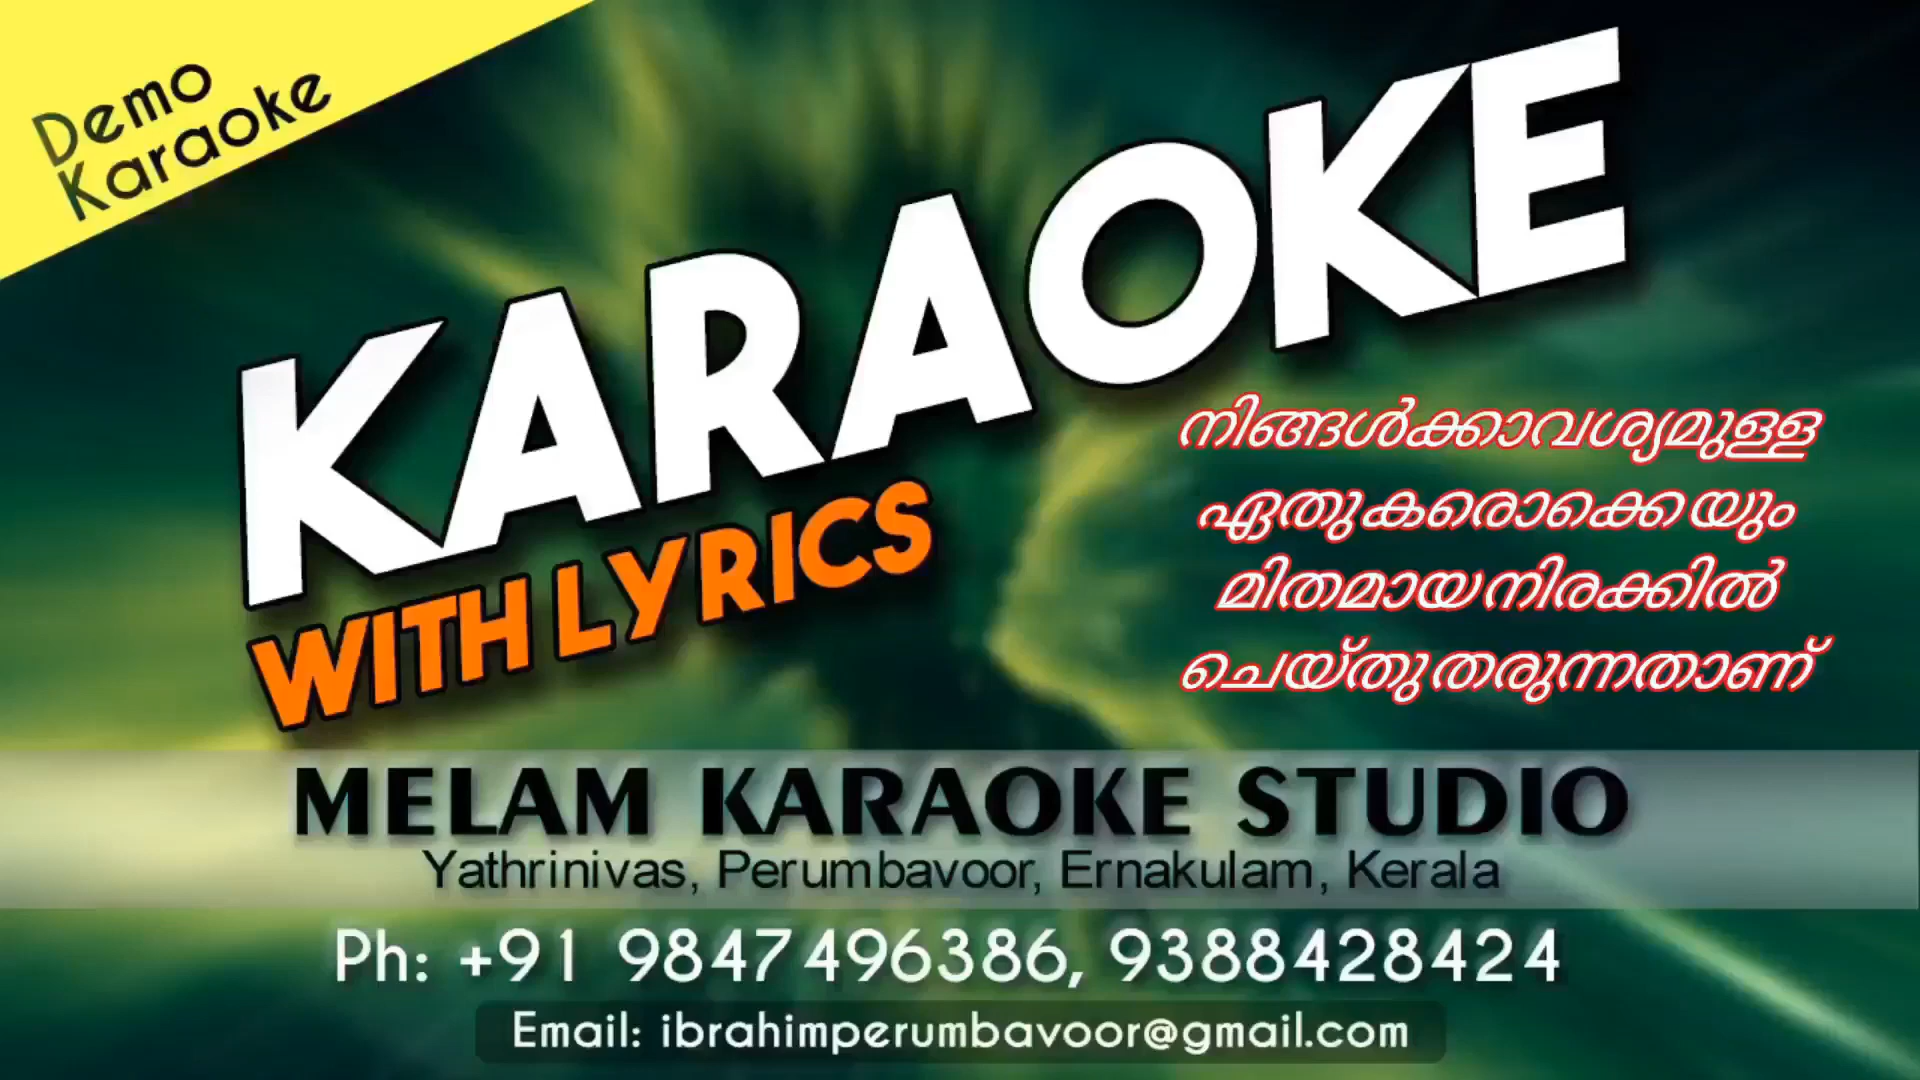 Demo
Karaoke
KARAOKE
WITH LYRICS
നിങ്ങൾക്കാവശ്യമുള്ള
ഏതു കരൊക്കെയും
മിതമായ നിരക്കിൽ
ചെയ്തു തരുന്നതാണ്
MELAM KARAOKE STUDIO
Yathrinivas, Perumbavoor, Ernakulam, Kerala
Ph: +91 9847496386, 9388428424
Email: ibrahimperumbavoor@gmail.com